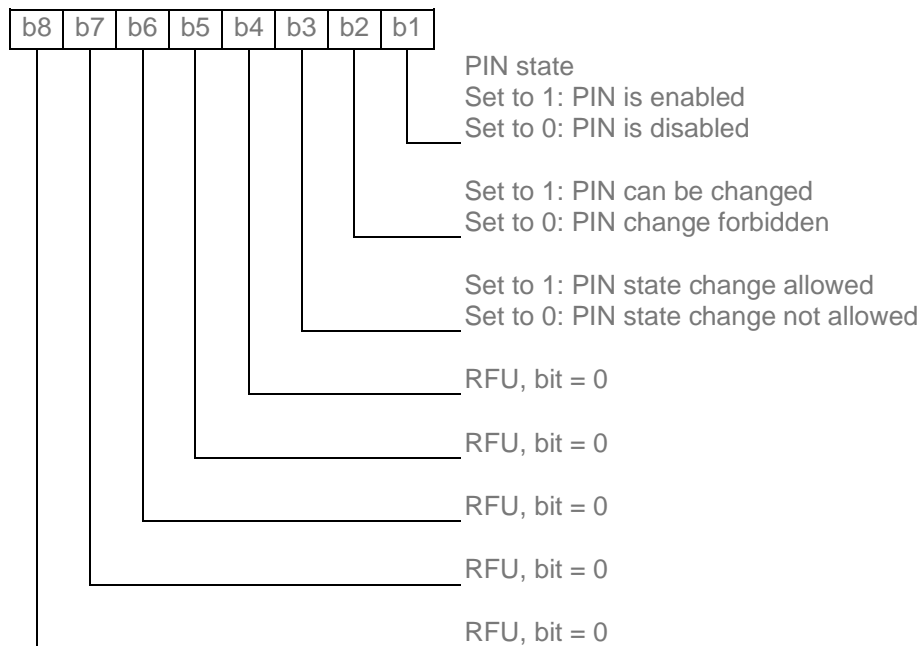 b8 b7 b6 b5 b4 b3 b2 b1
PIN state
Set to 1: PIN is enabled
Set to 0: PIN is disabled
Set to 1: PIN can be changed
Set to 0: PIN change forbidden
Set to 1: PIN state change allowed
Set to 0: PIN state change not allowed
RFU, bit = 0
RFU, bit = 0
RFU, bit = 0
RFU, bit = 0
RFU, bit = 0